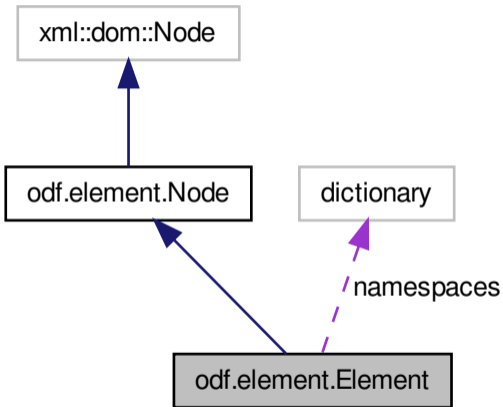 xml::dom::Node
odf.element.Node
dictionary
namespaces
odf.element.Element